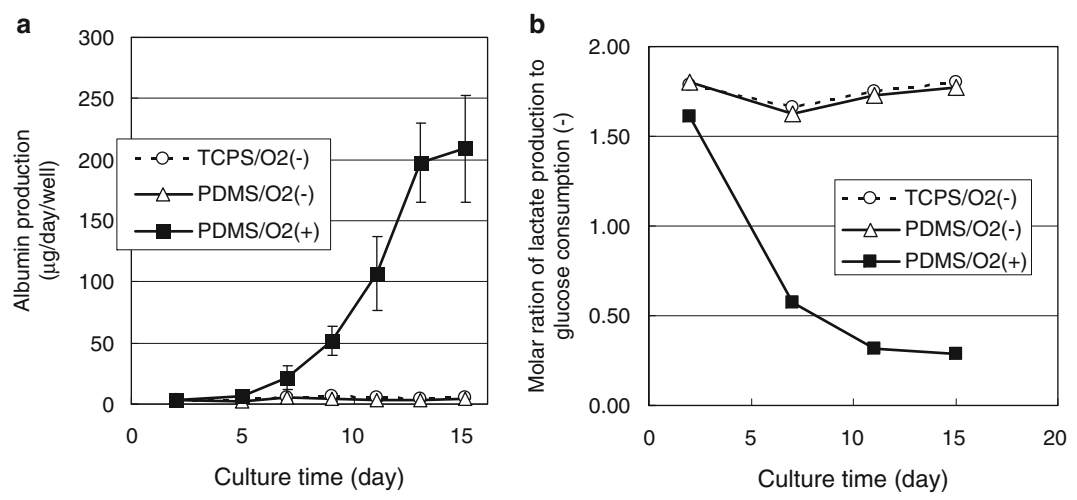 a
Albumin production
(µg/day/well)
300
250
200
150
100
50
0
TCPS/O2(-)
PDMS/O2(-)
PDMS/O2(+)
0
5
10
15
Culture time (day)
b
Molar ration of lactate production to
glucose consumption (-)
2.00
1.50
1.00
0.50
0.00
TCPS/O2(-)
PDMS/O2(-)
PDMS/O2(+)
0
5
10
15
20
Culture time (day)